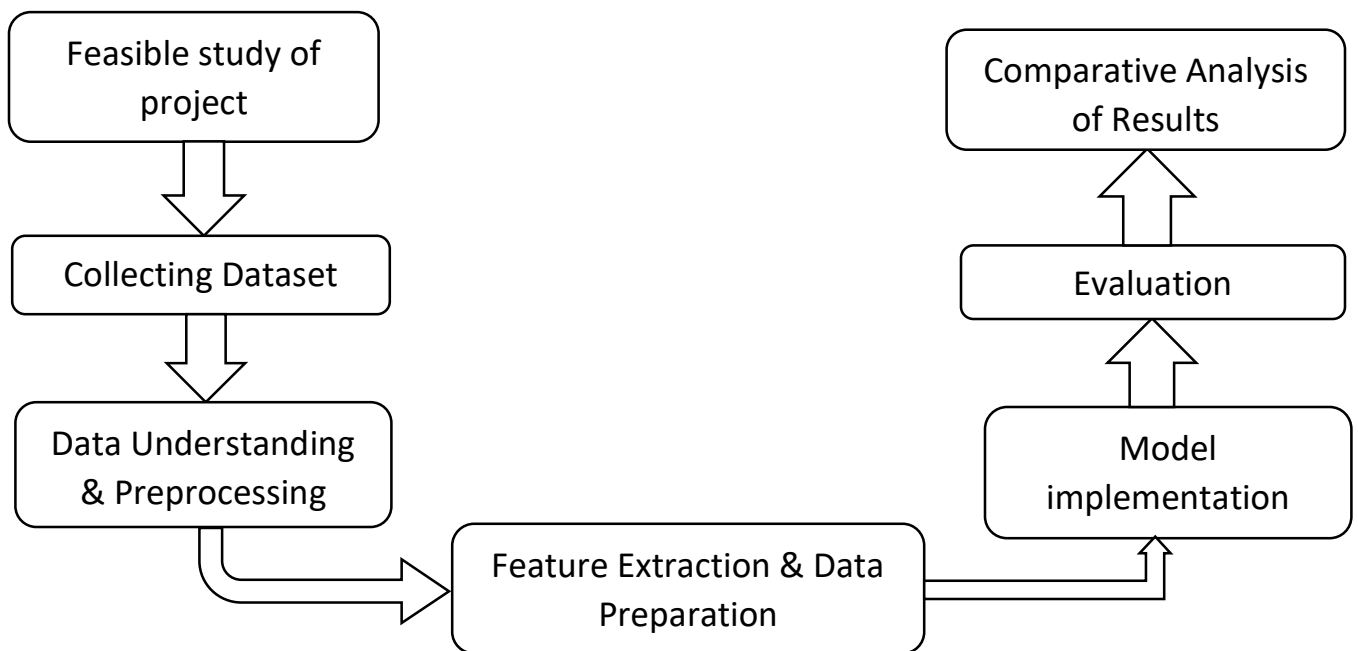 Feasible study of
project
Collecting Dataset
Data Understanding
& Preprocessing
Feature Extraction & Data
Preparation
Model
implementation
Evaluation
Comparative Analysis
of Results